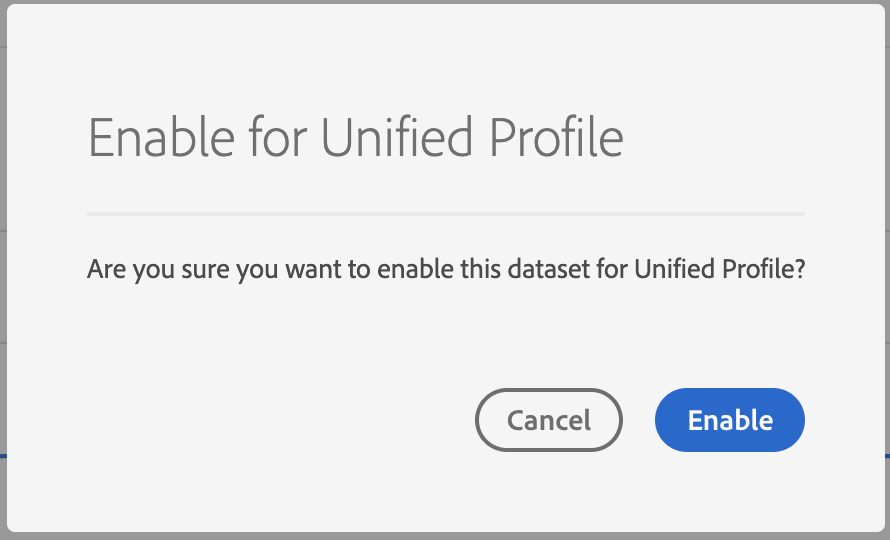 Enable for Unified Profile
Are you sure you want to enable this dataset for Unified Profile?
Cancel
Enable